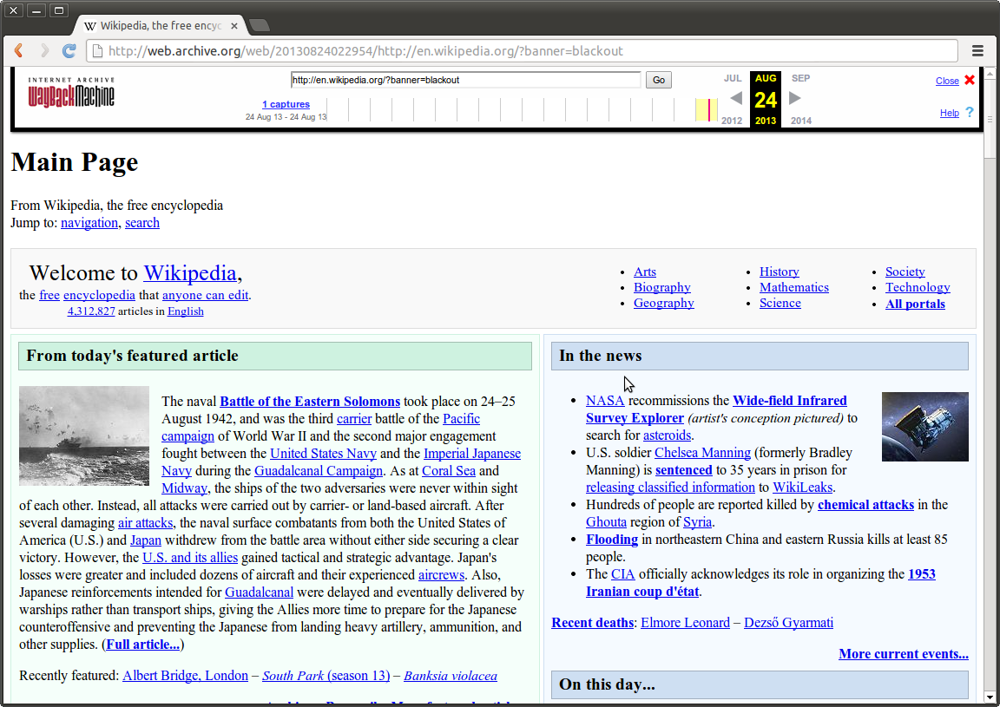 Wikipedia, the free encyc
http://web.archive.org/web/20130824022954/http://en.wikipedia.org/?banner=blackout
INTERNET ARCHIVE
WayBackMachine
http://en.wikipedia.org/?banner=blackout
Go
1 captures
24 Aug 13 - 24 Aug 13
JUL
AUG
SEP
24
2012
2013
2014
Close
Help ?
Main Page
From Wikipedia, the free encyclopedia
Jump to: navigation, search
Welcome to Wikipedia,
the free encyclopedia that anyone can edit.
4,312,827 articles in English
• Arts
• Biography
• Geography
• History
• Mathematics
• Science
• Society
• Technology
• All portals
From today's featured article
The naval Battle of the Eastern Solomons took place on 24–25
August 1942, and was the third carrier battle of the Pacific
campaign of World War II and the second major engagement
fought between the United States Navy and the Imperial Japanese
Navy during the Guadalcanal Campaign. As at Coral Sea and
Midway, the ships of the two adversaries were never within sight
of each other. Instead, all attacks were carried out by carrier- or land-based aircraft. After
several damaging air attacks, the naval surface combatants from both the United States of
America (U.S.) and Japan withdrew from the battle area without either side securing a clear
victory. However, the U.S. and its allies gained tactical and strategic advantage. Japan's
losses were greater and included dozens of aircraft and their experienced aircrews. Also,
Japanese reinforcements intended for Guadalcanal were delayed and eventually delivered by
warships rather than transport ships, giving the Allies more time to prepare for the Japanese
counteroffensive and preventing the Japanese from landing heavy artillery, ammunition, and
other supplies. (Full article...)
Recently featured: Albert Bridge, London – South Park (season 13) – Banksia violacea
In the news
• NASA recommissions the Wide-field Infrared
Survey Explorer (artist's conception pictured) to
search for asteroids.
• U.S. soldier Chelsea Manning (formerly Bradley
Manning) is sentenced to 35 years in prison for
releasing classified information to WikiLeaks.
• Hundreds of people are reported killed by chemical attacks in the
Ghouta region of Syria.
• Flooding in northeastern China and eastern Russia kills at least 85
people.
• The CIA officially acknowledges its role in organizing the 1953
Iranian coup d'état.
Recent deaths: Elmore Leonard – Dezső Gyarmati
More current events...
On this day...